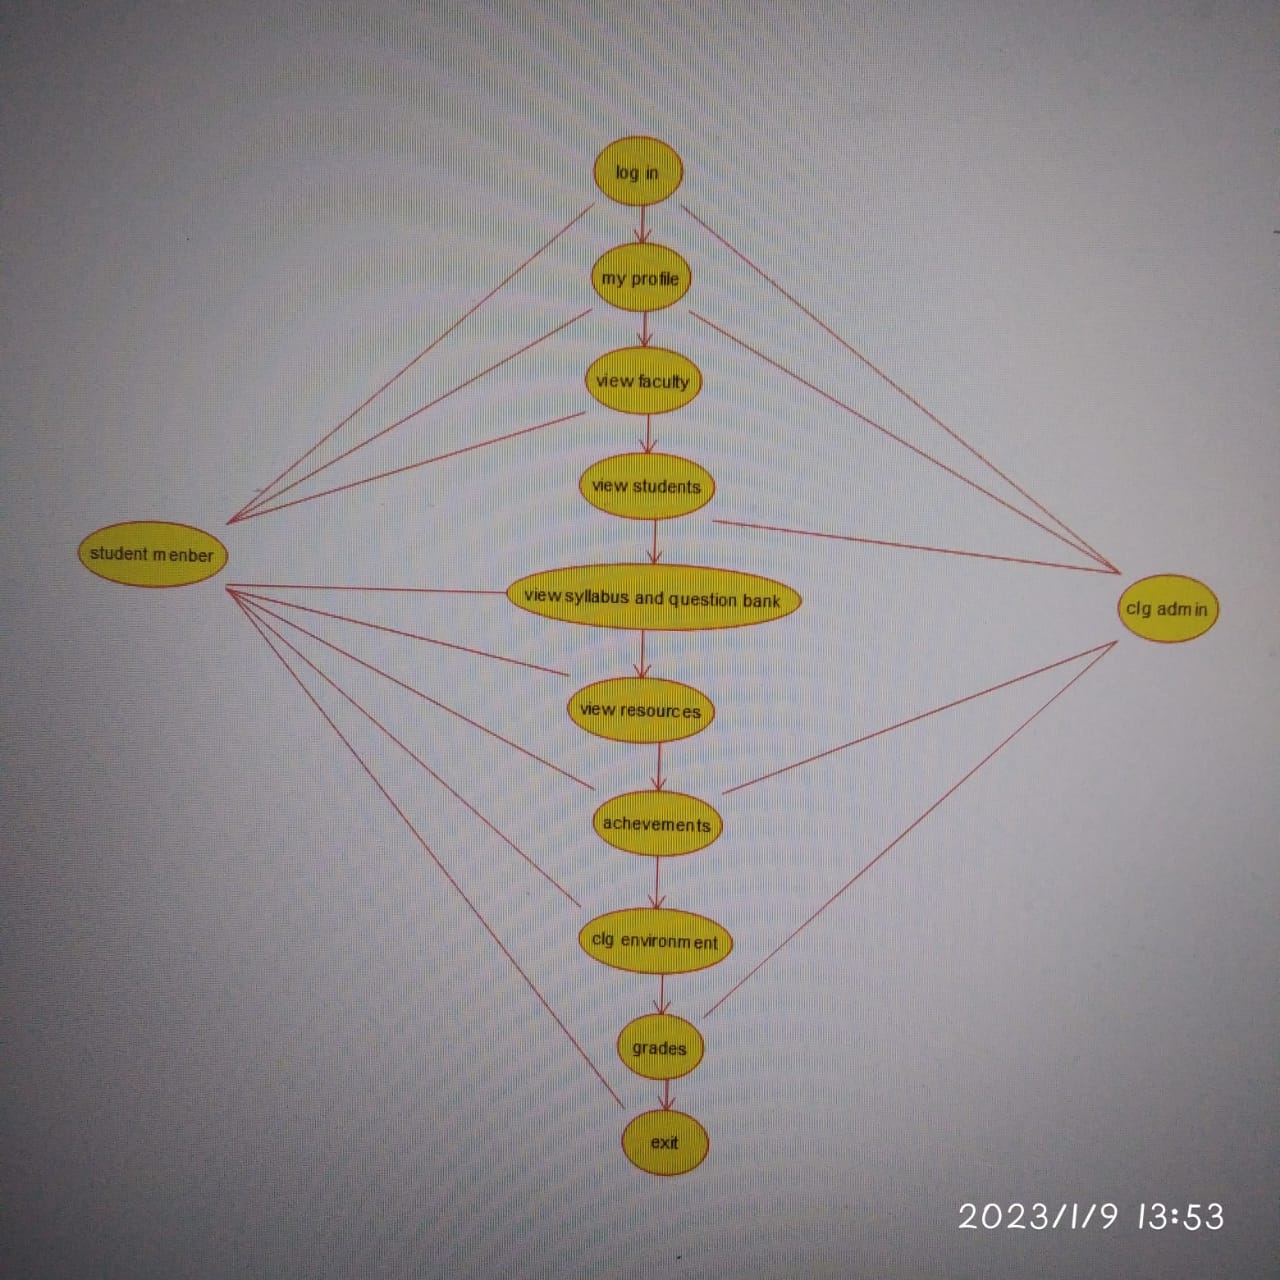 log in
my profile
view faculty
view students
student menber
view syllabus and question bank
clg admin
view resources
achevements
clg environment
grades
exit
2023/1/9 13:53